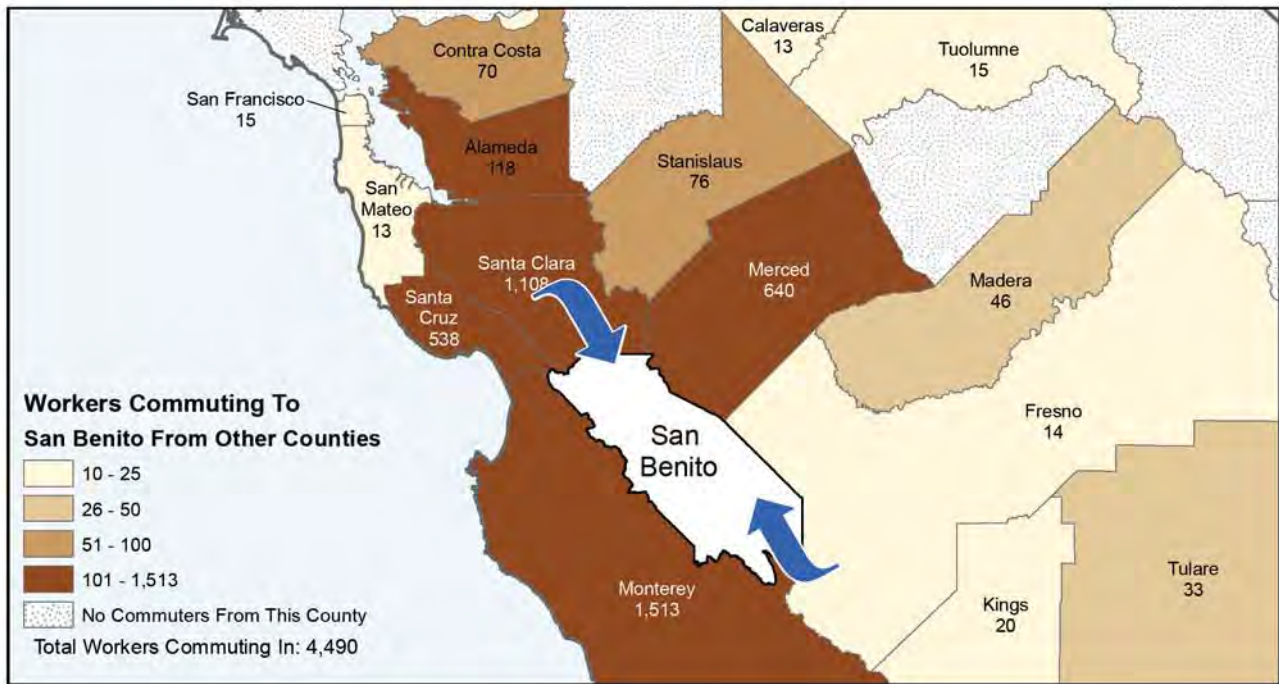 Calaveras
13
Contra Costa
70
Tuolumne
15
San Francisco
15
Alameda
118
Stanislaus
76
San
Mateo
13
Santa Clara
1,108
Merced
640
Madera
46
Santa
Cruz
538
Fresno
14
San
Benito
Workers Commuting To
San Benito From Other Counties
10 - 25
26 - 50
51 - 100
101 - 1,513
No Commuters From This County
Total Workers Commuting In: 4,490
Monterey
1,513
Kings
20
Tulare
33